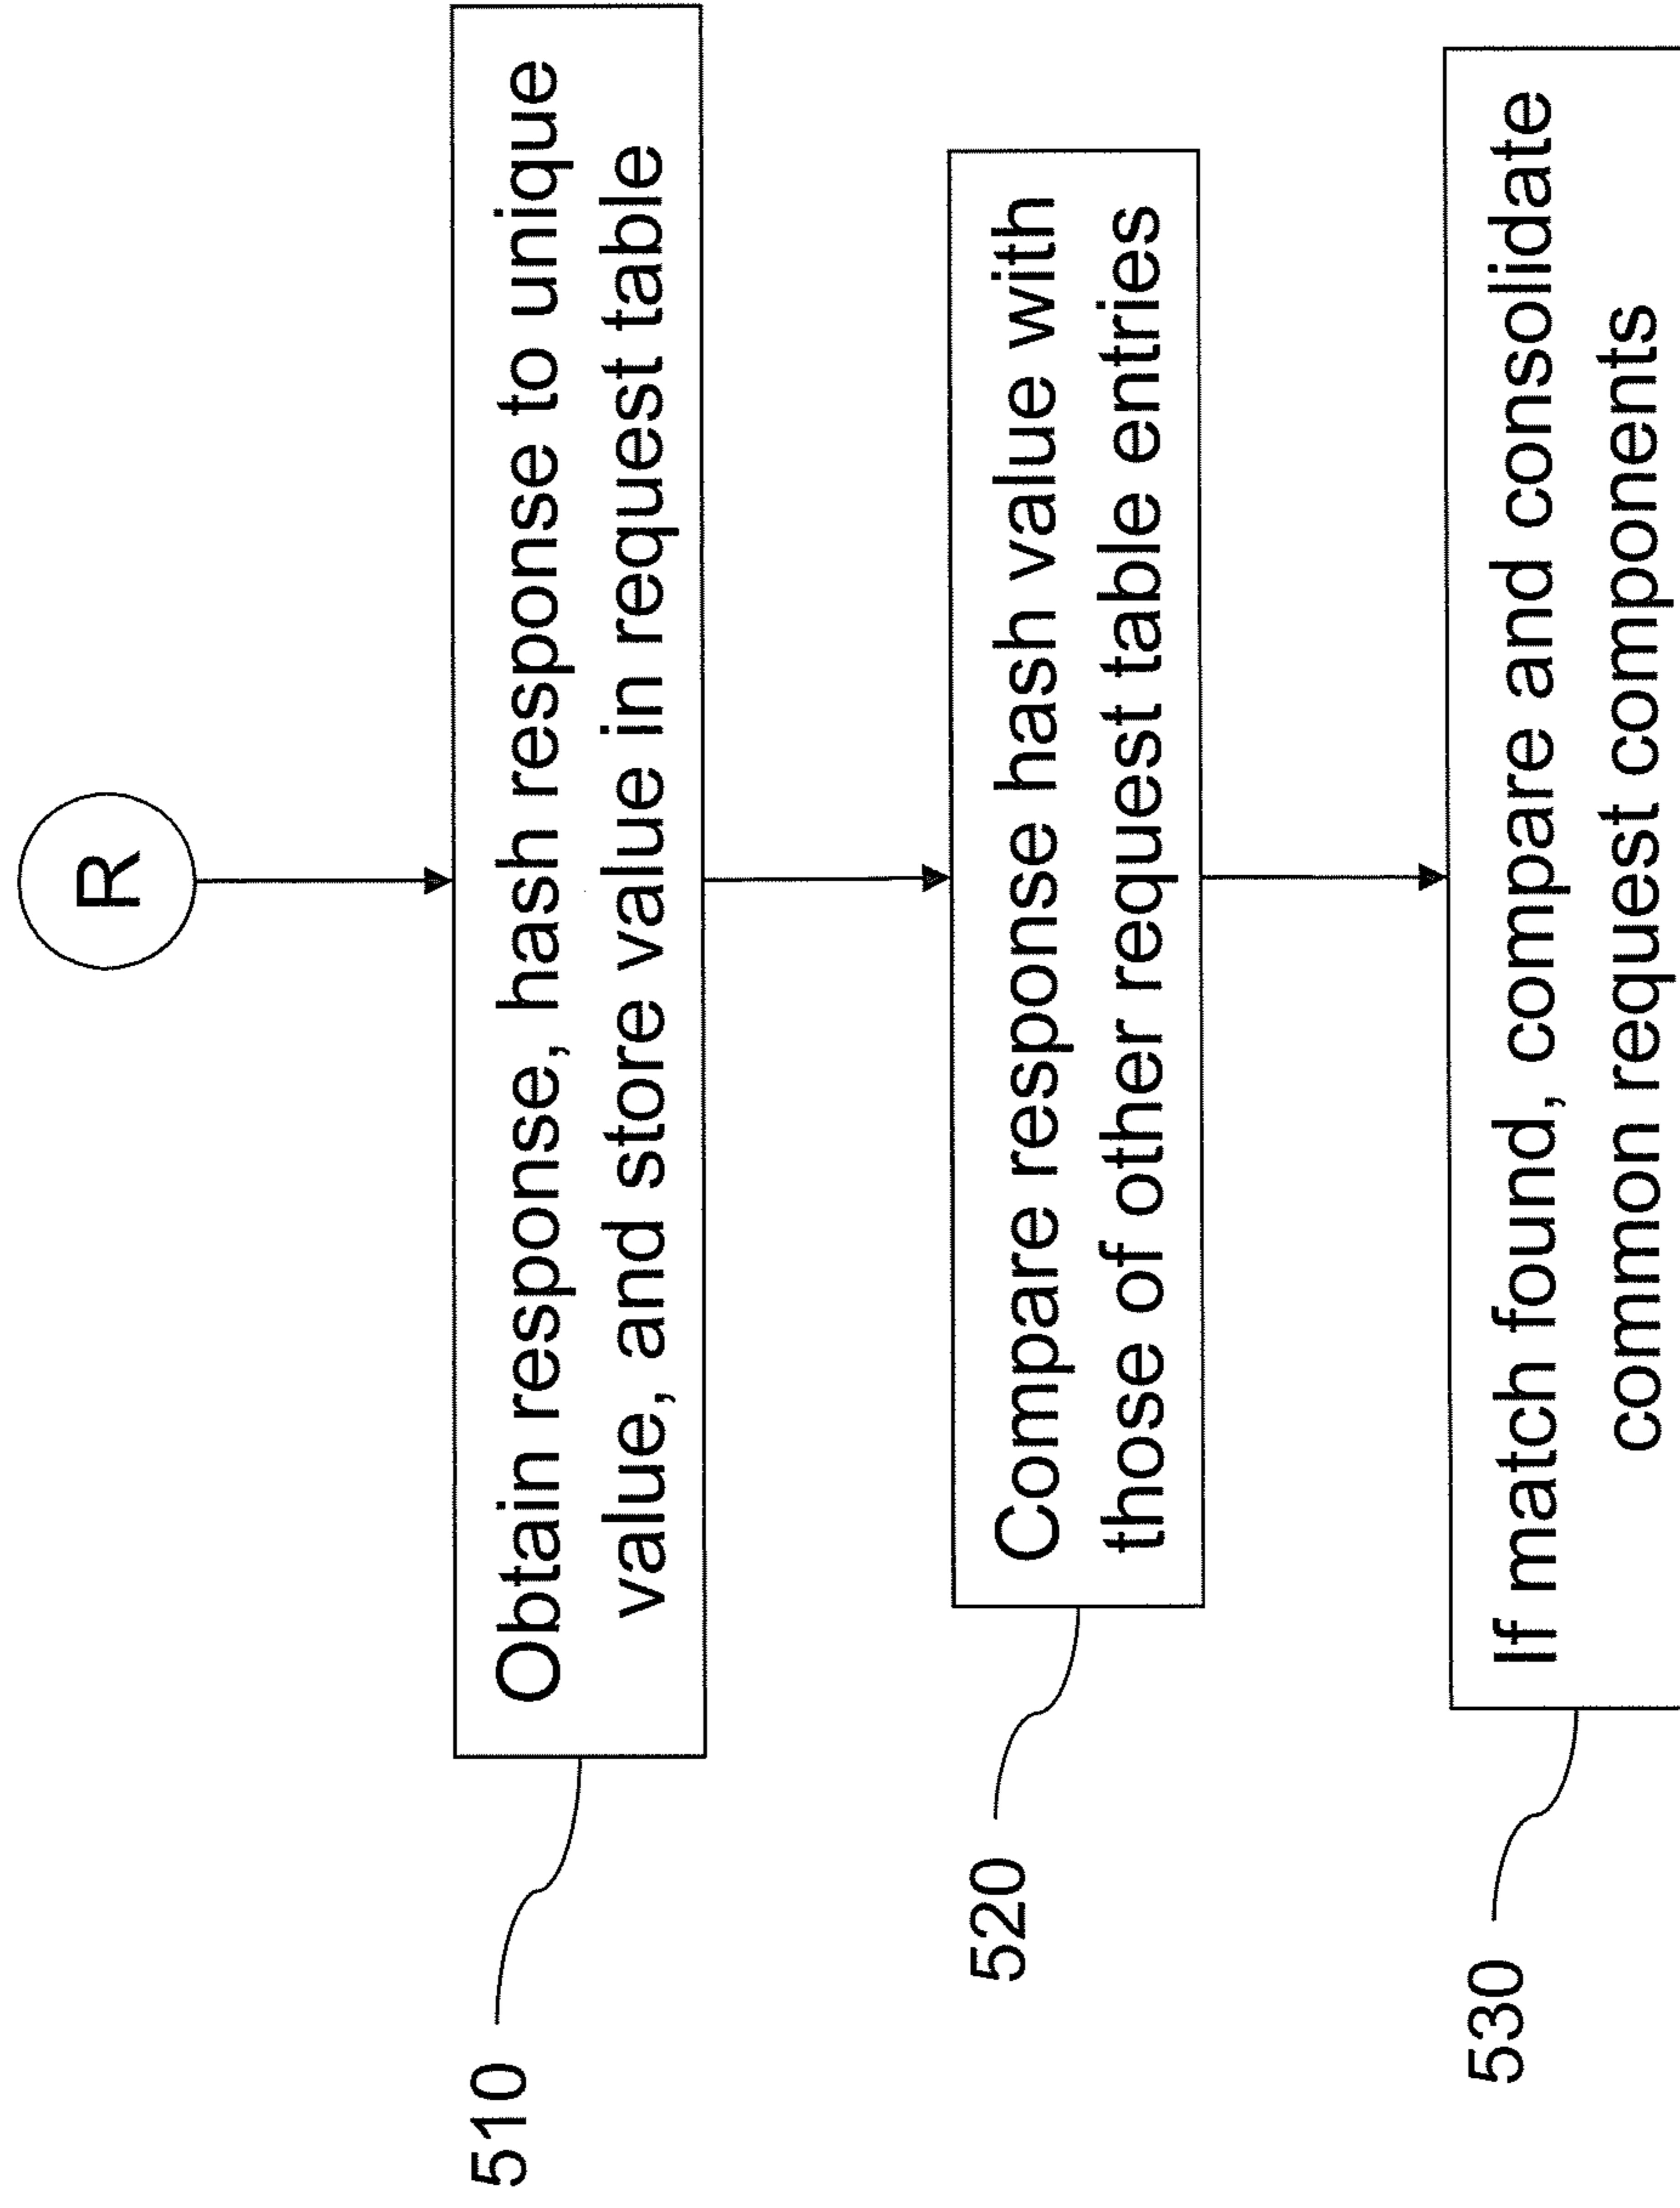 R
510
Obtain response, hash response to unique
value, and store value in request table
520
Compare response hash value with
those of other request table entries
530
If match found, compare and consolidate
common request components